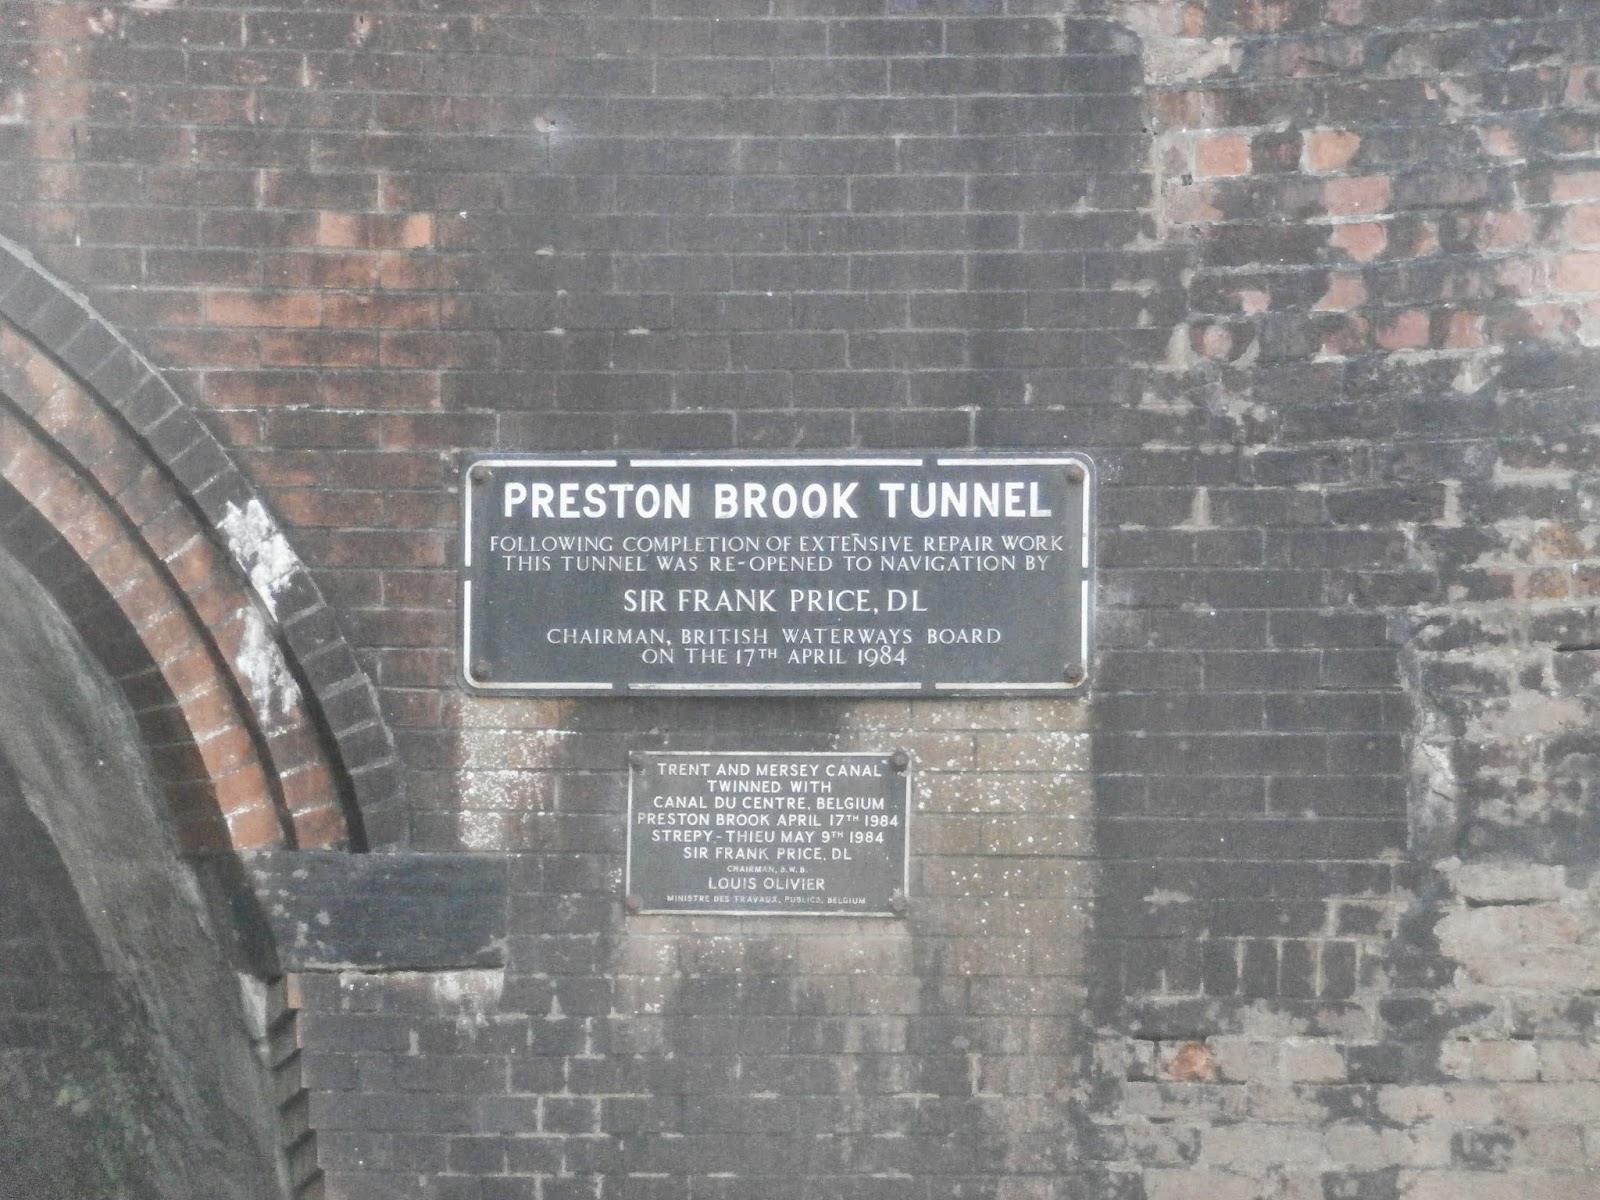 PRESTON BROOK TUNNEL
FOLLOWING COMPLETION OF EXTENSIVE REPAIR WORK
THIS TUNNEL WAS RE-OPENED TO NAVIGATION BY
SIR FRANK PRICE, DL
CHAIRMAN, BRITISH WATERWAYS BOARD
ON THE 17TH APRIL 1984
TRENT AND MERSEY CANAL
TWINNED WITH
CANAL DU CENTRE, BELGIUM
PRESTON BROOK APRIL 17TH 1984
STREPY-THIEU MAY 9TH 1984
SIR FRANK PRICE, DL
CHAIRMAN, B.W.B.
LOUIS OLIVIER
MINISTRE DES TRAVAUX, PUBLICS, BELGIUM